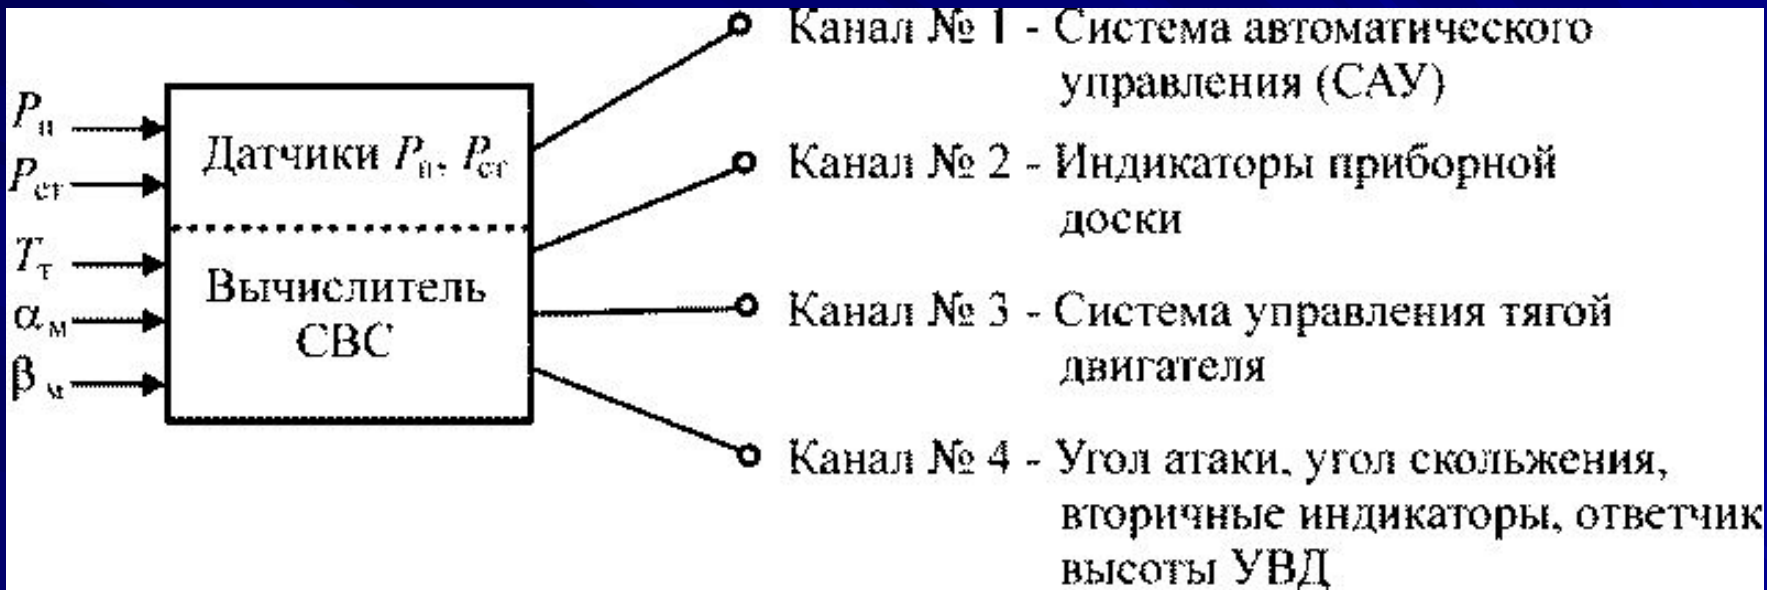 Pп
Pст
Tт
αм
βм
Датчики Pп, Pст
Вычислитель
СВС
Канал № 1 - Система автоматического
управления (САУ)
Канал № 2 - Индикаторы приборной
доски
Канал № 3 - Система управления тягой
двигателя
Канал № 4 - Угол атаки, угол скольжения,
вторичные индикаторы, ответчик
высоты УВД